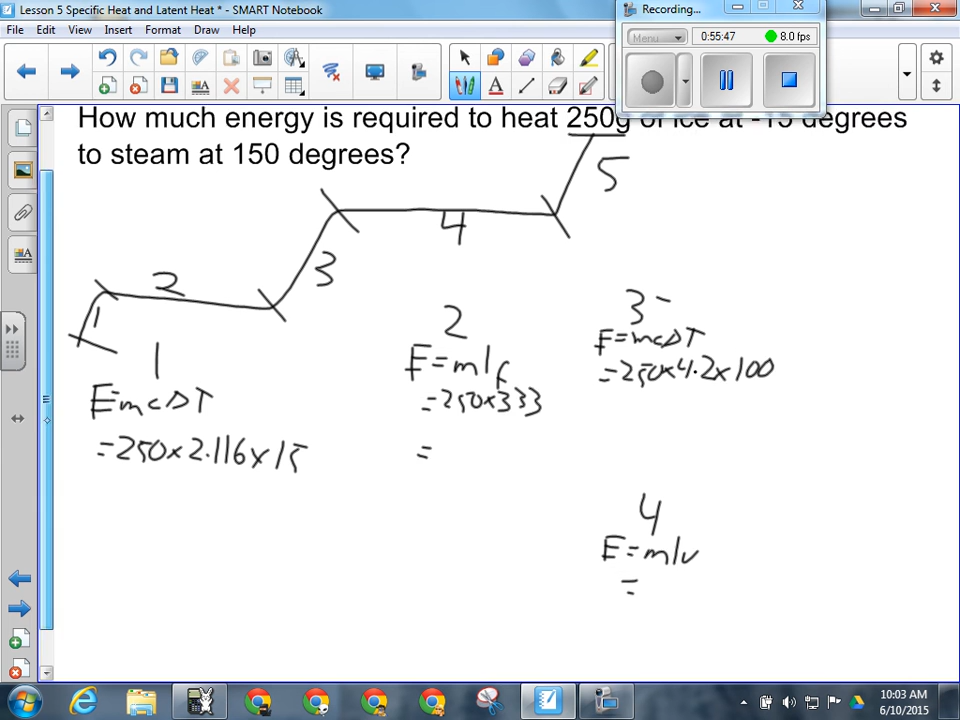 Lesson 5 Specific Heat and Latent Heat * - SMART Notebook
Recording...
File Edit View Insert Format Draw Help
Menu 0:55:47 8.0 fps
How much energy is required to heat 250g of ice at -15 degrees
to steam at 150 degrees?
5
4
3
2
1
1
E=mcΔT
=250×2.116×15
2
E=mlf
=250×333
=
3
E=mcΔT
=250×4.2×100
4
E=mlv
=
10:03 AM
6/10/2015